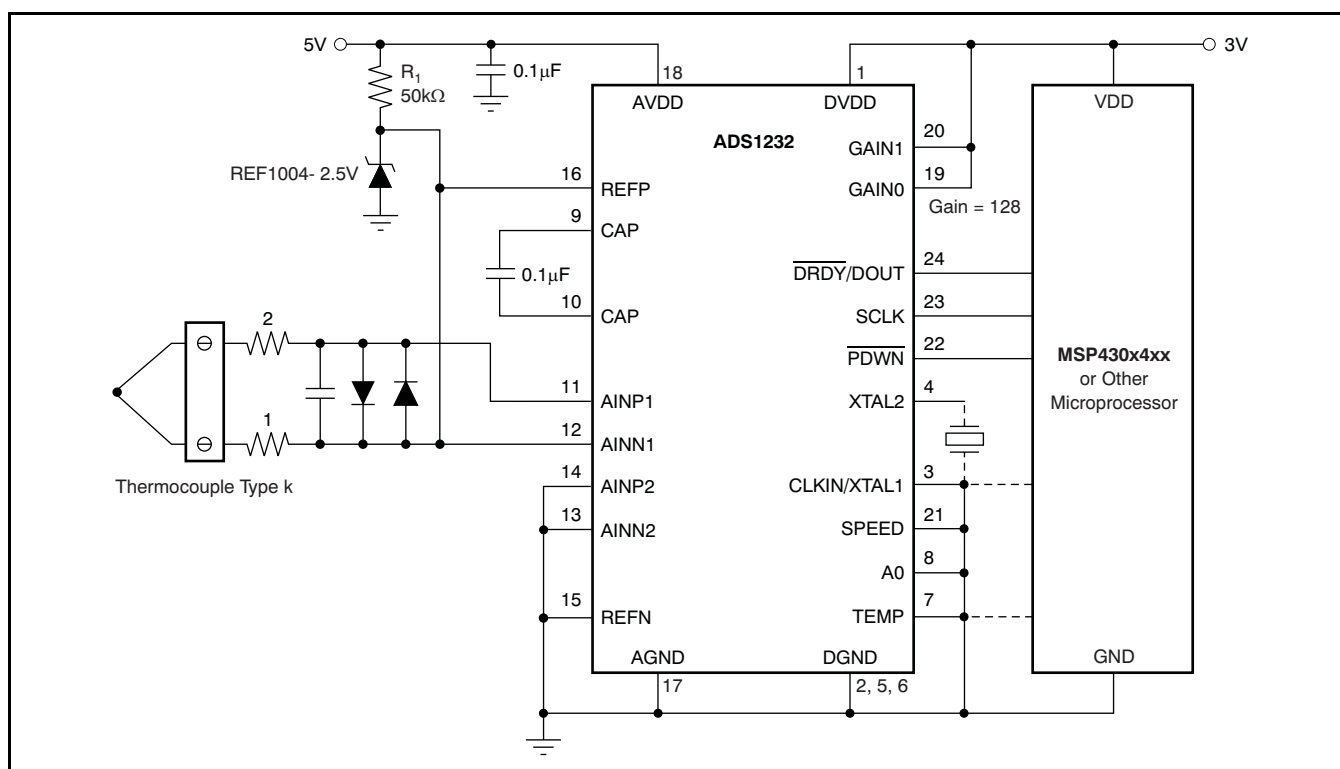 5V
3V
R1
50kΩ
0.1µF
18
1
AVDD
DVDD
VDD
ADS1232
20
GAIN1
19
GAIN0
Gain = 128
REF1004- 2.5V
16
REFP
9
CAP
0.1µF
10
CAP
24
DRDY/DOUT
23
SCLK
22
PDWN
MSP430x4xx
or Other
Microprocessor
2
1
Thermocouple Type k
11
AINP1
12
AINN1
14
AINP2
13
AINN2
15
REFN
4
XTAL2
3
CLKIN/XTAL1
21
SPEED
8
A0
7
TEMP
AGND
DGND
GND
17
2, 5, 6